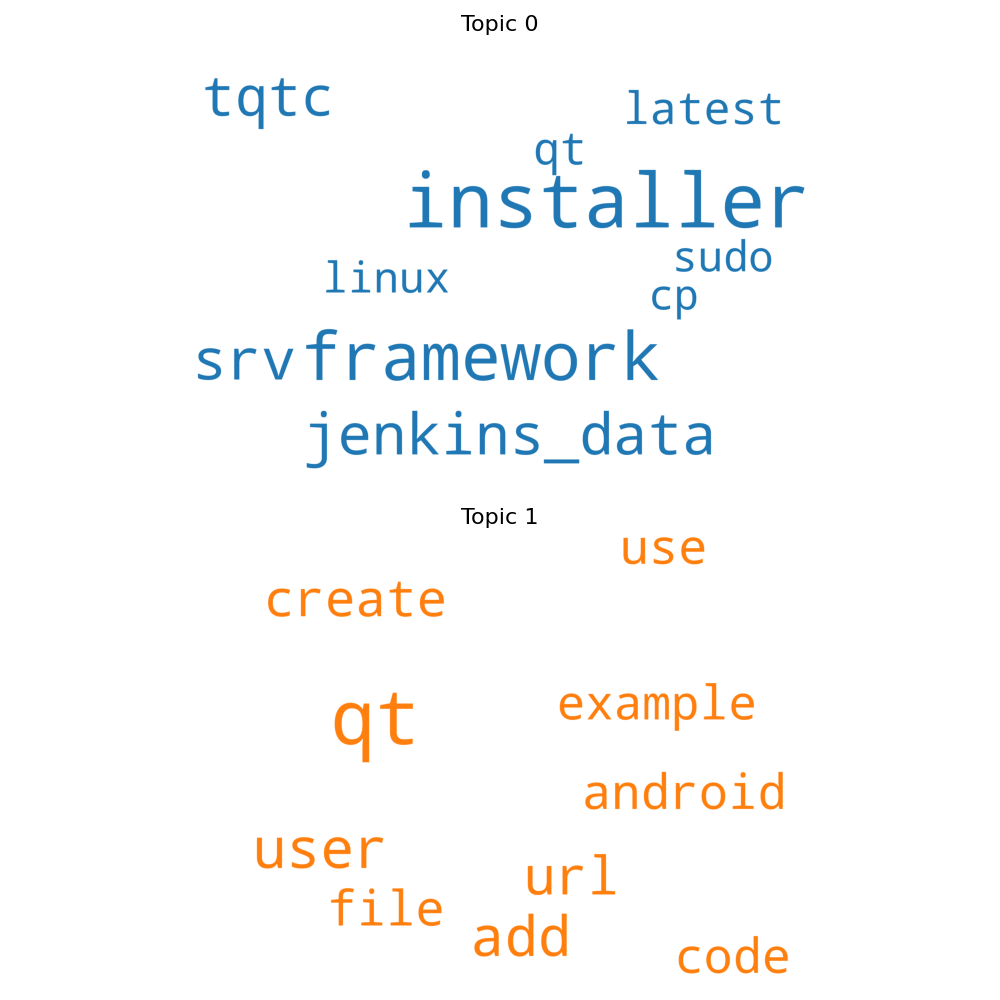 Topic 0
tqtc
latest
qt
installer
sudo
linux
cp
srv framework
jenkins_data
Topic 1
use
create
qt
example
android
user
url
file
add
code